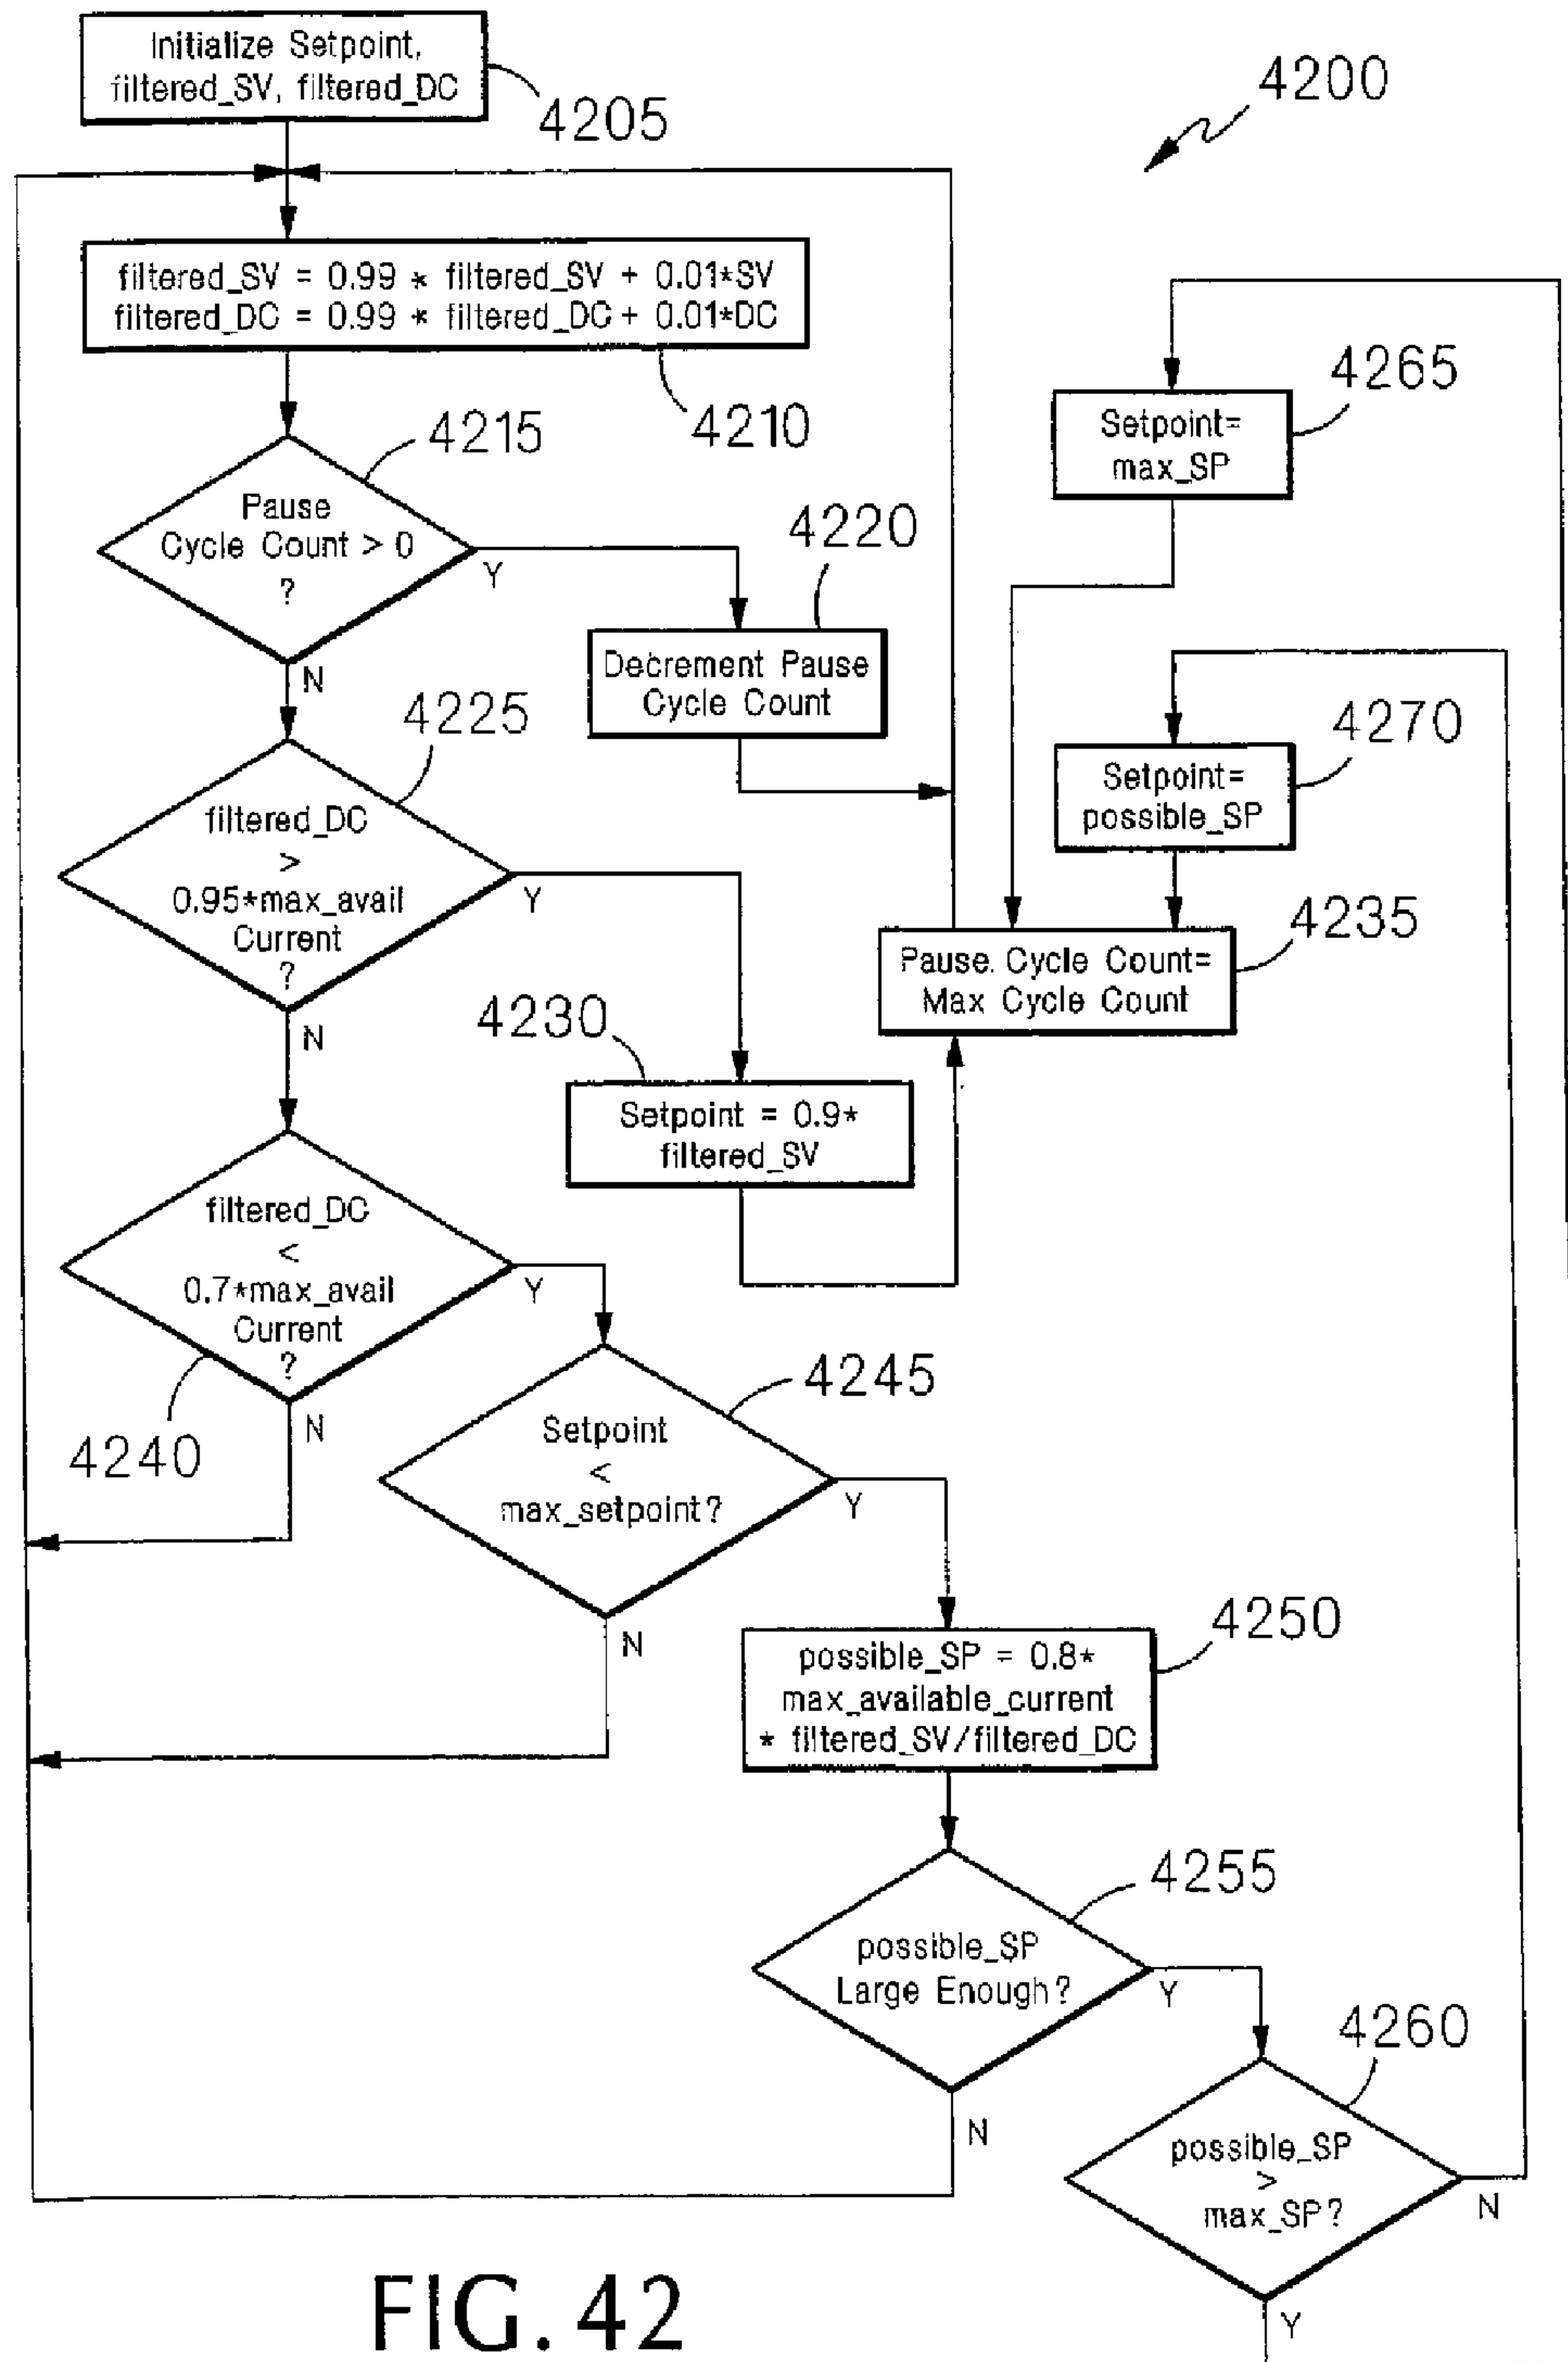 Initialize Setpoint,
filtered_SV, filtered_DC
4205
4200
filtered_SV = 0.99 * filtered_SV + 0.01*SV
filtered_DC = 0.99 * filtered_DC + 0.01*DC
4210
4215
Pause
Cycle Count > 0
?
Y
N
4220
Decrement Pause
Cycle Count
4265
Setpoint=
max_SP
4225
filtered_DC
>
0.95*max_avail
Current
?
Y
N
4270
Setpoint=
possible_SP
4235
Pause. Cycle Count=
Max Cycle Count
4230
Setpoint = 0.9*
filtered_SV
filtered_DC
<
0.7*max_avail
Current
?
Y
N
4240
4245
Setpoint
<
max_setpoint?
Y
N
4250
possible_SP = 0.8*
max_available_current
* filtered_SV/filtered_DC
4255
possible_SP
Large Enough?
Y
N
4260
possible_SP
>
max_SP?
N
Y
FIG. 42